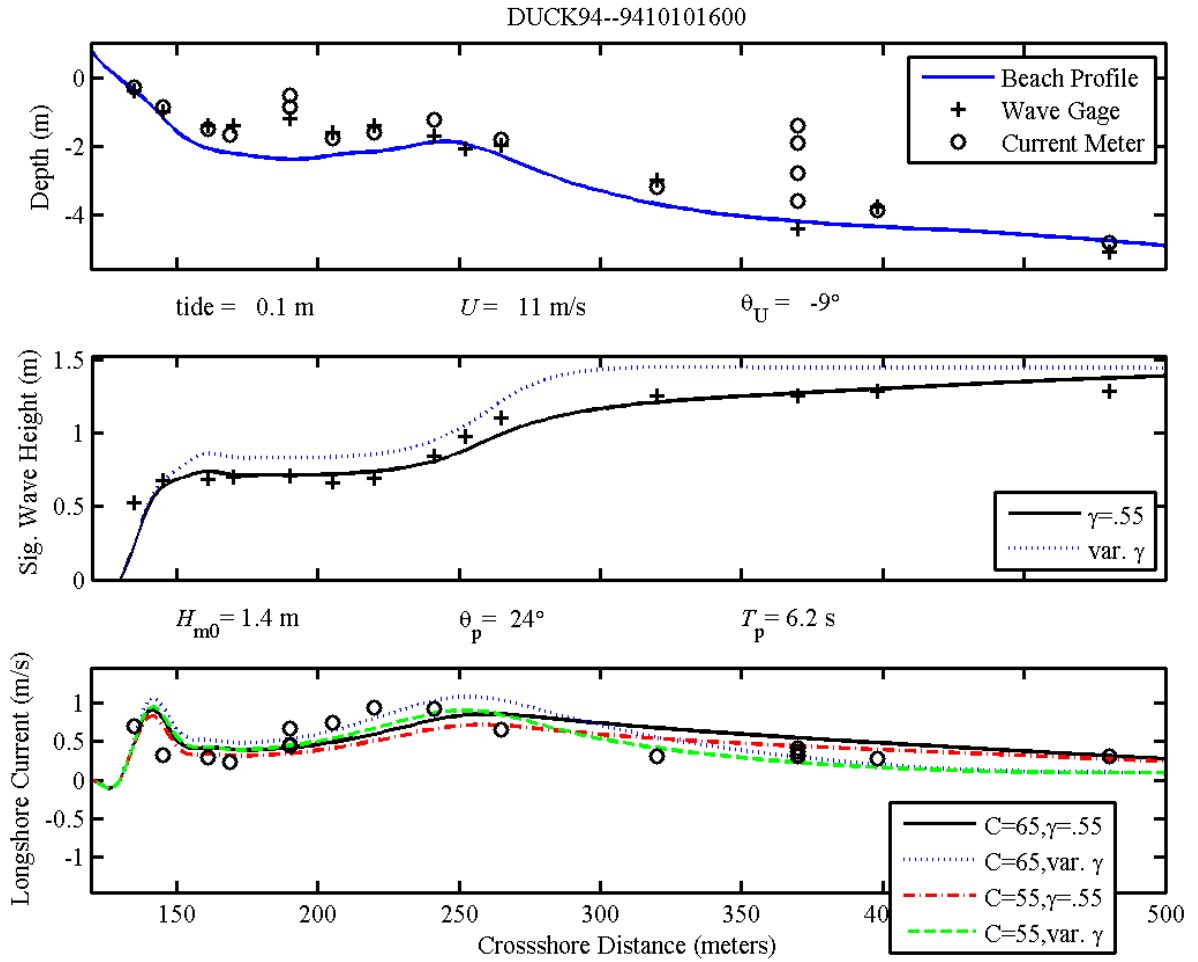 DUCK94--9410101600
Depth (m)
0
-2
-4
Beach Profile
Wave Gage
Current Meter
tide = 0.1 m U = 11 m/s θU = -9°
Sig. Wave Height (m)
1.5
1
0.5
0
γ=.55
var. γ
Hm0= 1.4 m θp = 24° Tp = 6.2 s
Longshore Current (m/s)
1
0.5
0
-0.5
-1
C=65,γ=.55
C=65,var. γ
C=55,γ=.55
C=55,var. γ
150 200 250 300 350 40 500
Crossshore Distance (meters)